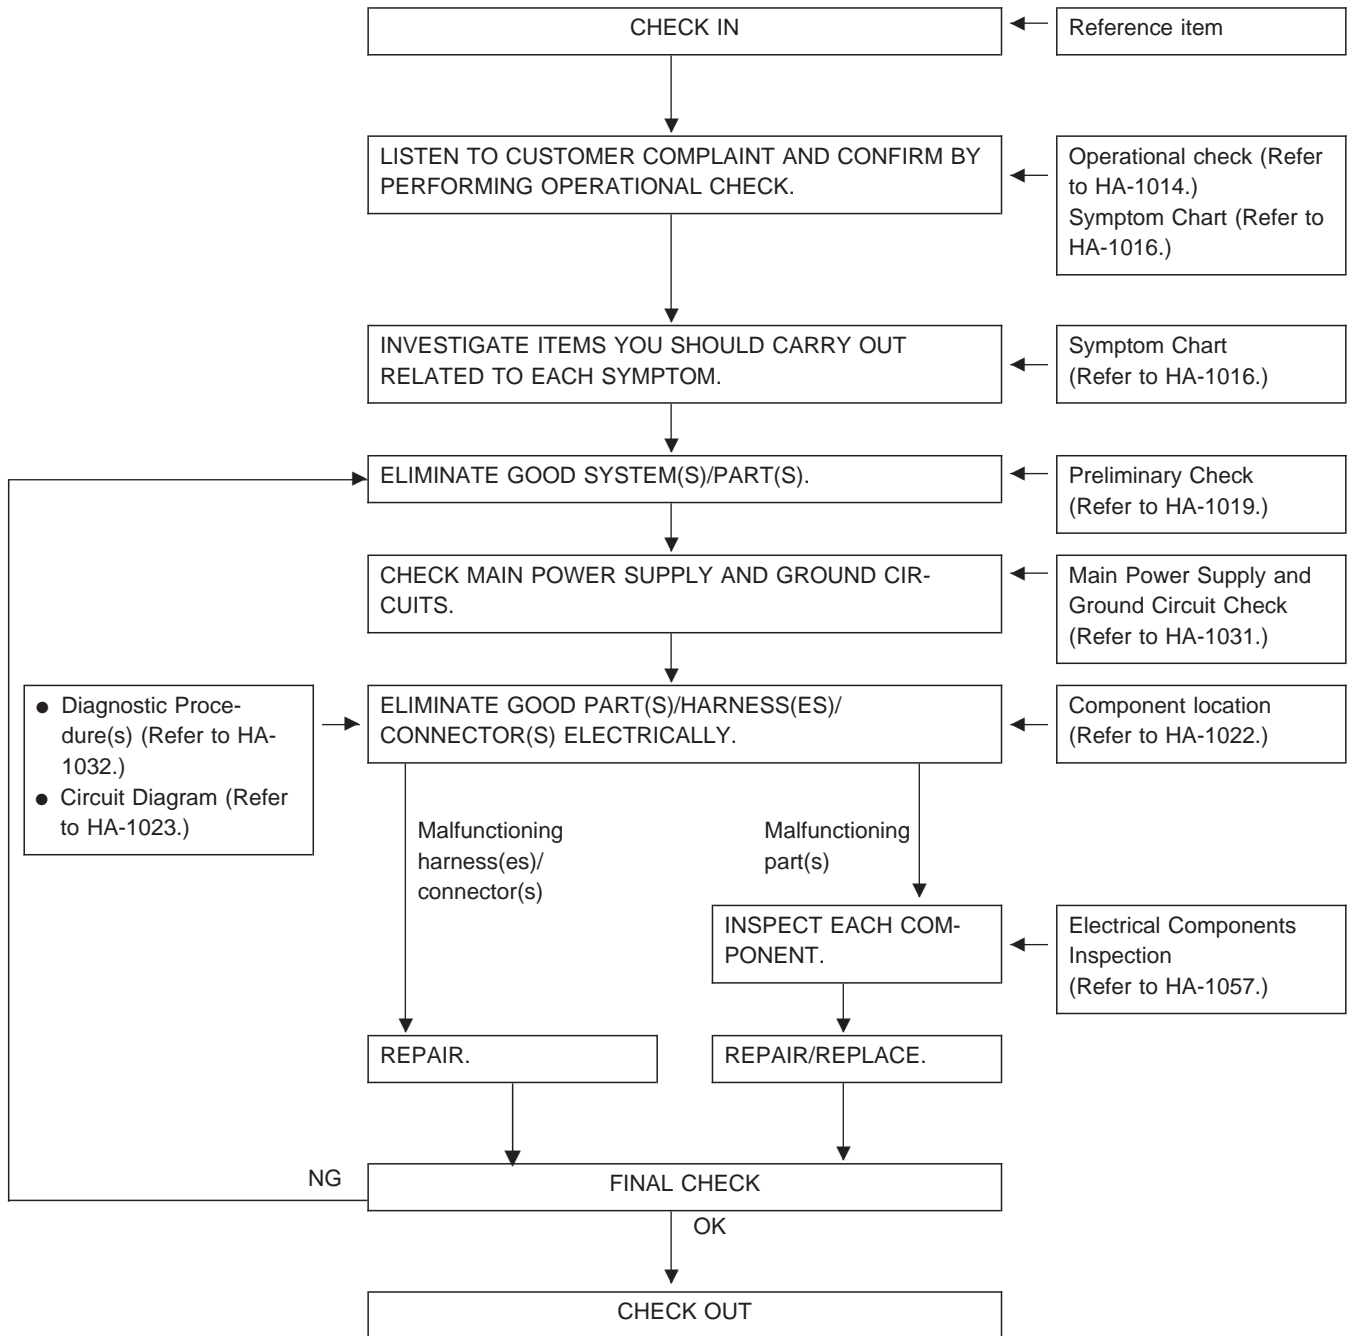 CHECK IN
Reference item
LISTEN TO CUSTOMER COMPLAINT AND CONFIRM BY
PERFORMING OPERATIONAL CHECK.
Operational check (Refer
to HA-1014.)
Symptom Chart (Refer to
HA-1016.)
INVESTIGATE ITEMS YOU SHOULD CARRY OUT
RELATED TO EACH SYMPTOM.
Symptom Chart
(Refer to HA-1016.)
ELIMINATE GOOD SYSTEM(S)/PART(S).
Preliminary Check
(Refer to HA-1019.)
CHECK MAIN POWER SUPPLY AND GROUND CIR-
CUITS.
Main Power Supply and
Ground Circuit Check
(Refer to HA-1031.)
● Diagnostic Proce-
dure(s) (Refer to HA-
1032.)
● Circuit Diagram (Refer
to HA-1023.)
ELIMINATE GOOD PART(S)/HARNESS(ES)/
CONNECTOR(S) ELECTRICALLY.
Component location
(Refer to HA-1022.)
Malfunctioning
harness(es)/
connector(s)
Malfunctioning
part(s)
INSPECT EACH COM-
PONENT.
Electrical Components
Inspection
(Refer to HA-1057.)
REPAIR.
REPAIR/REPLACE.
NG
FINAL CHECK
OK
CHECK OUT